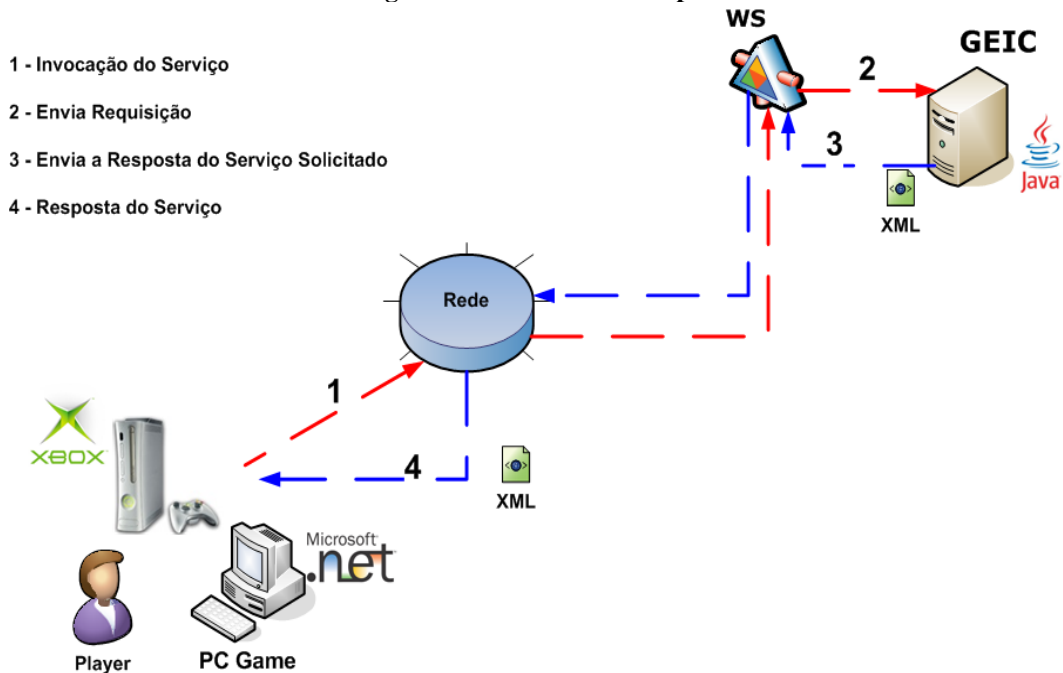 WS
GEIC
1 - Invocação do Serviço
2 - Envia Requisição
3 - Envia a Resposta do Serviço Solicitado
4 - Resposta do Serviço
2
3
Java
XML
Rede
1
4
XML
XBOX
Microsoft
.net
Player
PC Game